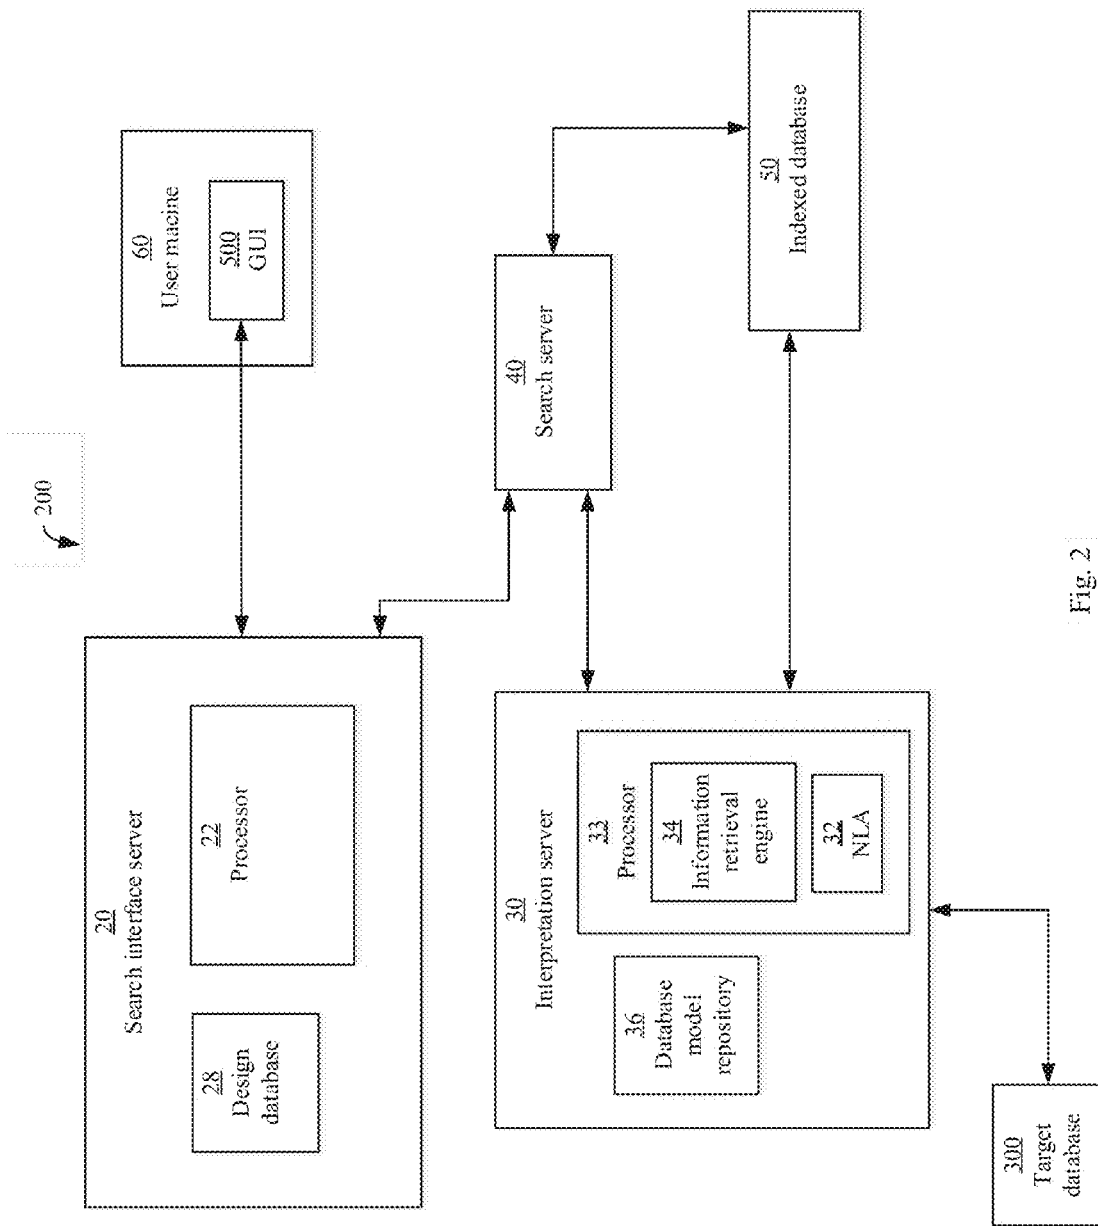 200
20
Search interface server
28
Design
database
22
Processor
60
User macine
500
GUI
30
Interpretation server
36
Database
model
repository
33
Processor
34
Information
retrieval
engine
32
NLA
40
Search server
50
Indexed database
300
Target
database
Fig. 2